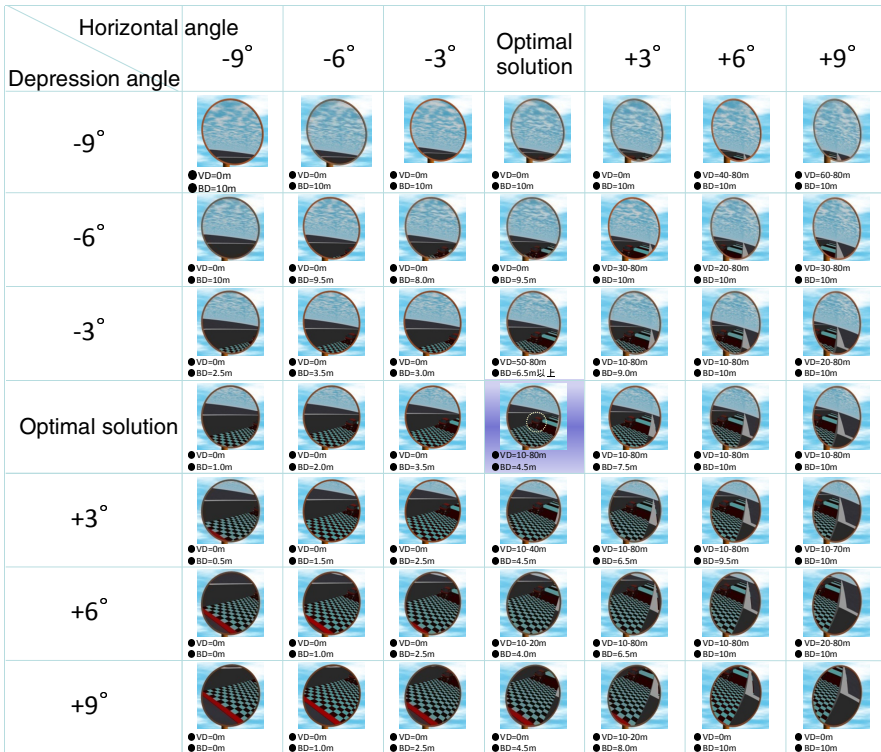 Horizontal angle
Depression angle
-9°
-6°
-3°
Optimal
solution
+3°
+6°
+9°
-9°
●VD=0m
●BD=10m
●VD=0m
●BD=10m
●VD=0m
●BD=10m
●VD=0m
●BD=10m
●VD=0m
●BD=10m
●VD=40-80m
●BD=10m
●VD=60-80m
●BD=10m
-6°
●VD=0m
●BD=10m
●VD=0m
●BD=9.5m
●VD=0m
●BD=8.0m
●VD=0m
●BD=9.5m
●VD=30-80m
●BD=10m
●VD=20-80m
●BD=10m
●VD=30-80m
●BD=10m
-3°
●VD=0m
●BD=2.5m
●VD=0m
●BD=3.5m
●VD=0m
●BD=3.0m
●VD=50-80m
●BD=6.5m以上
●VD=10-80m
●BD=9.0m
●VD=10-80m
●BD=10m
●VD=20-80m
●BD=10m
Optimal solution
●VD=0m
●BD=1.0m
●VD=0m
●BD=2.0m
●VD=0m
●BD=3.5m
●VD=10-80m
●BD=4.5m
●VD=10-80m
●BD=7.5m
●VD=10-80m
●BD=10m
●VD=10-80m
●BD=10m
+3°
●VD=0m
●BD=0.5m
●VD=0m
●BD=1.5m
●VD=0m
●BD=2.5m
●VD=10-40m
●BD=4.5m
●VD=10-80m
●BD=6.5m
●VD=10-80m
●BD=9.5m
●VD=10-70m
●BD=10m
+6°
●VD=0m
●BD=0m
●VD=0m
●BD=1.0m
●VD=0m
●BD=2.5m
●VD=10-20m
●BD=4.0m
●VD=10-80m
●BD=6.5m
●VD=10-80m
●BD=10m
●VD=20-80m
●BD=10m
+9°
●VD=0m
●BD=0m
●VD=0m
●BD=1.0m
●VD=0m
●BD=2.5m
●VD=0m
●BD=4.5m
●VD=10-20m
●BD=8.0m
●VD=0m
●BD=10m
●VD=0m
●BD=10m